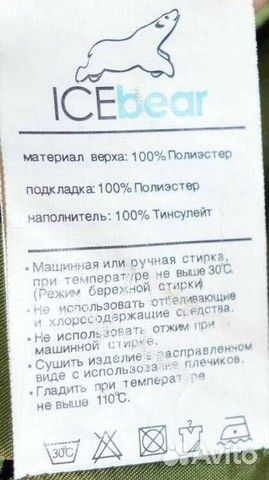 ICEbear
материал верха: 100% Полиэстер
подкладка: 100% Полиэстер
наполнитель: 100% Тинсулейт
• Машинная или ручная стирка,
при температуре не выше 30°C.
(Режим бережной стирки)
• Не использовать отбеливающие
и хлорсодержащие средства.
• Не использовать отжим при
машинной стирке.
• Сушить изделие в расправленном
виде с использование плечиков.
• Гладить при температуре
не выше 110°C.
30°C
Avito